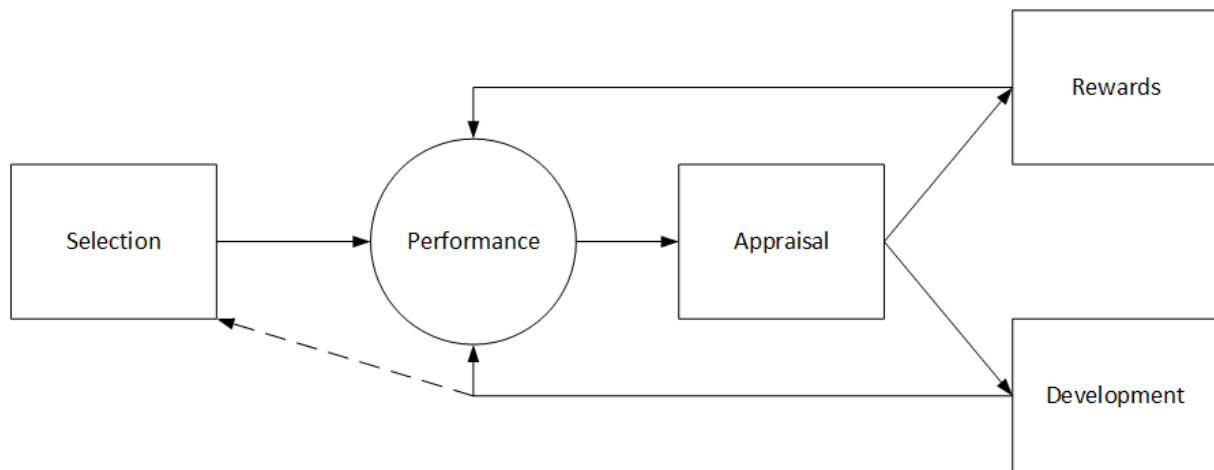 Rewards
Selection
Performance
Appraisal
Development